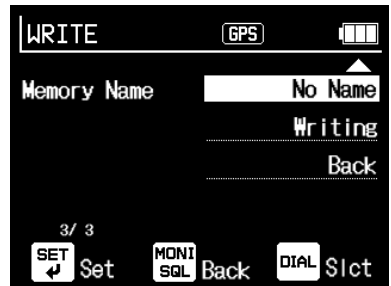 WRITE GPS
Memory Name No Name
Writing
Back
3/ 3
SET Set MONI SQL Back DIAL Slct